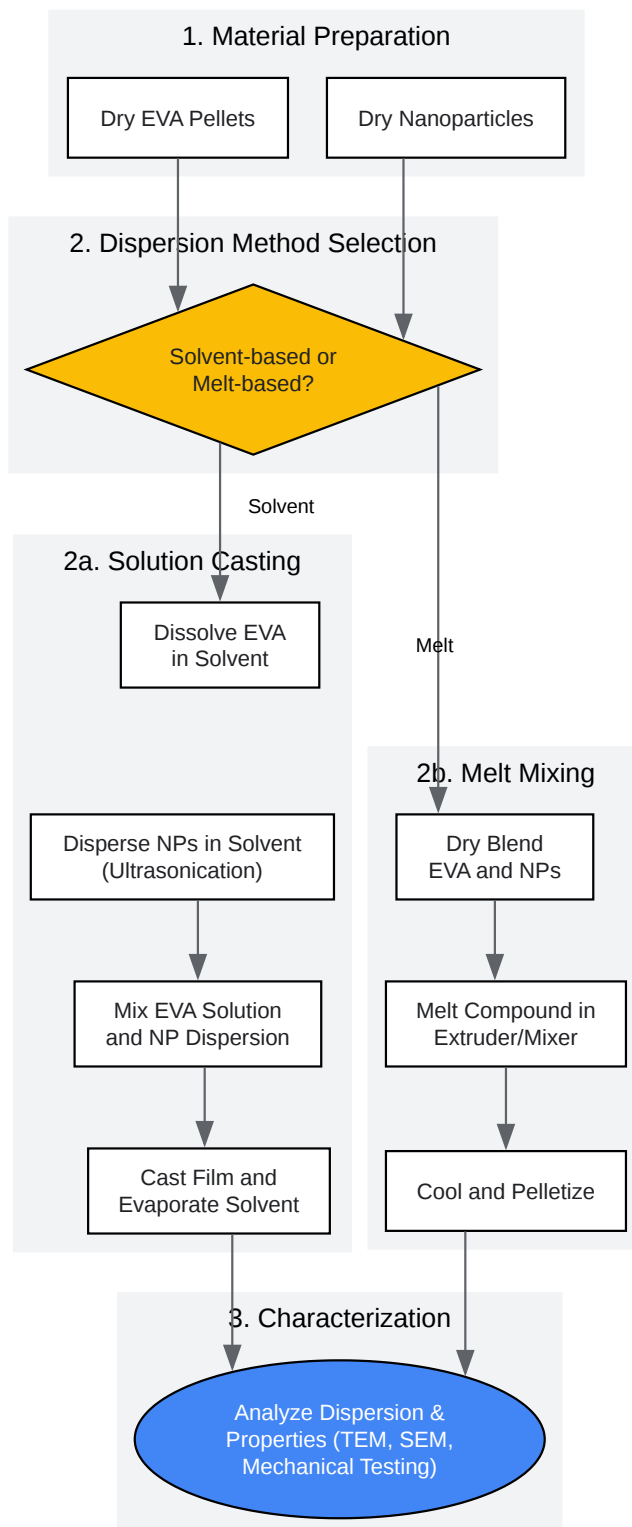 1. Material Preparation
Dry EVA Pellets
Dry Nanoparticles
2. Dispersion Method Selection
Solvent-based or
Melt-based?
Solvent
2a. Solution Casting
Dissolve EVA
in Solvent
Melt
2b. Melt Mixing
Disperse NPs in Solvent
(Ultrasonication)
Dry Blend
EVA and NPs
Mix EVA Solution
and NP Dispersion
Melt Compound in
Extruder/Mixer
Cast Film and
Evaporate Solvent
Cool and Pelletize
3. Characterization
Analyze Dispersion &
Properties (TEM, SEM,
Mechanical Testing)